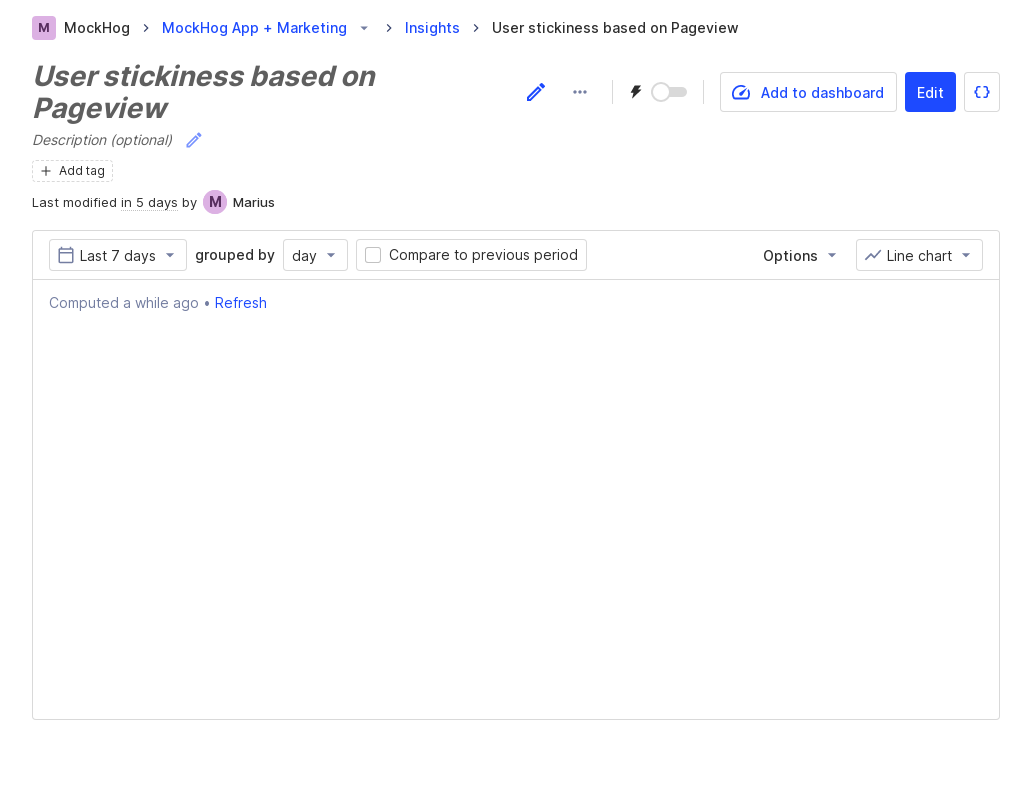 M MockHog MockHog App + Marketing Insights User stickiness based on Pageview
User stickiness based on
Pageview
Add to dashboard Edit {}
Description (optional)
+ Add tag
Last modified in 5 days by M Marius
Last 7 days grouped by day Compare to previous period Options Line chart
Computed a while ago • Refresh